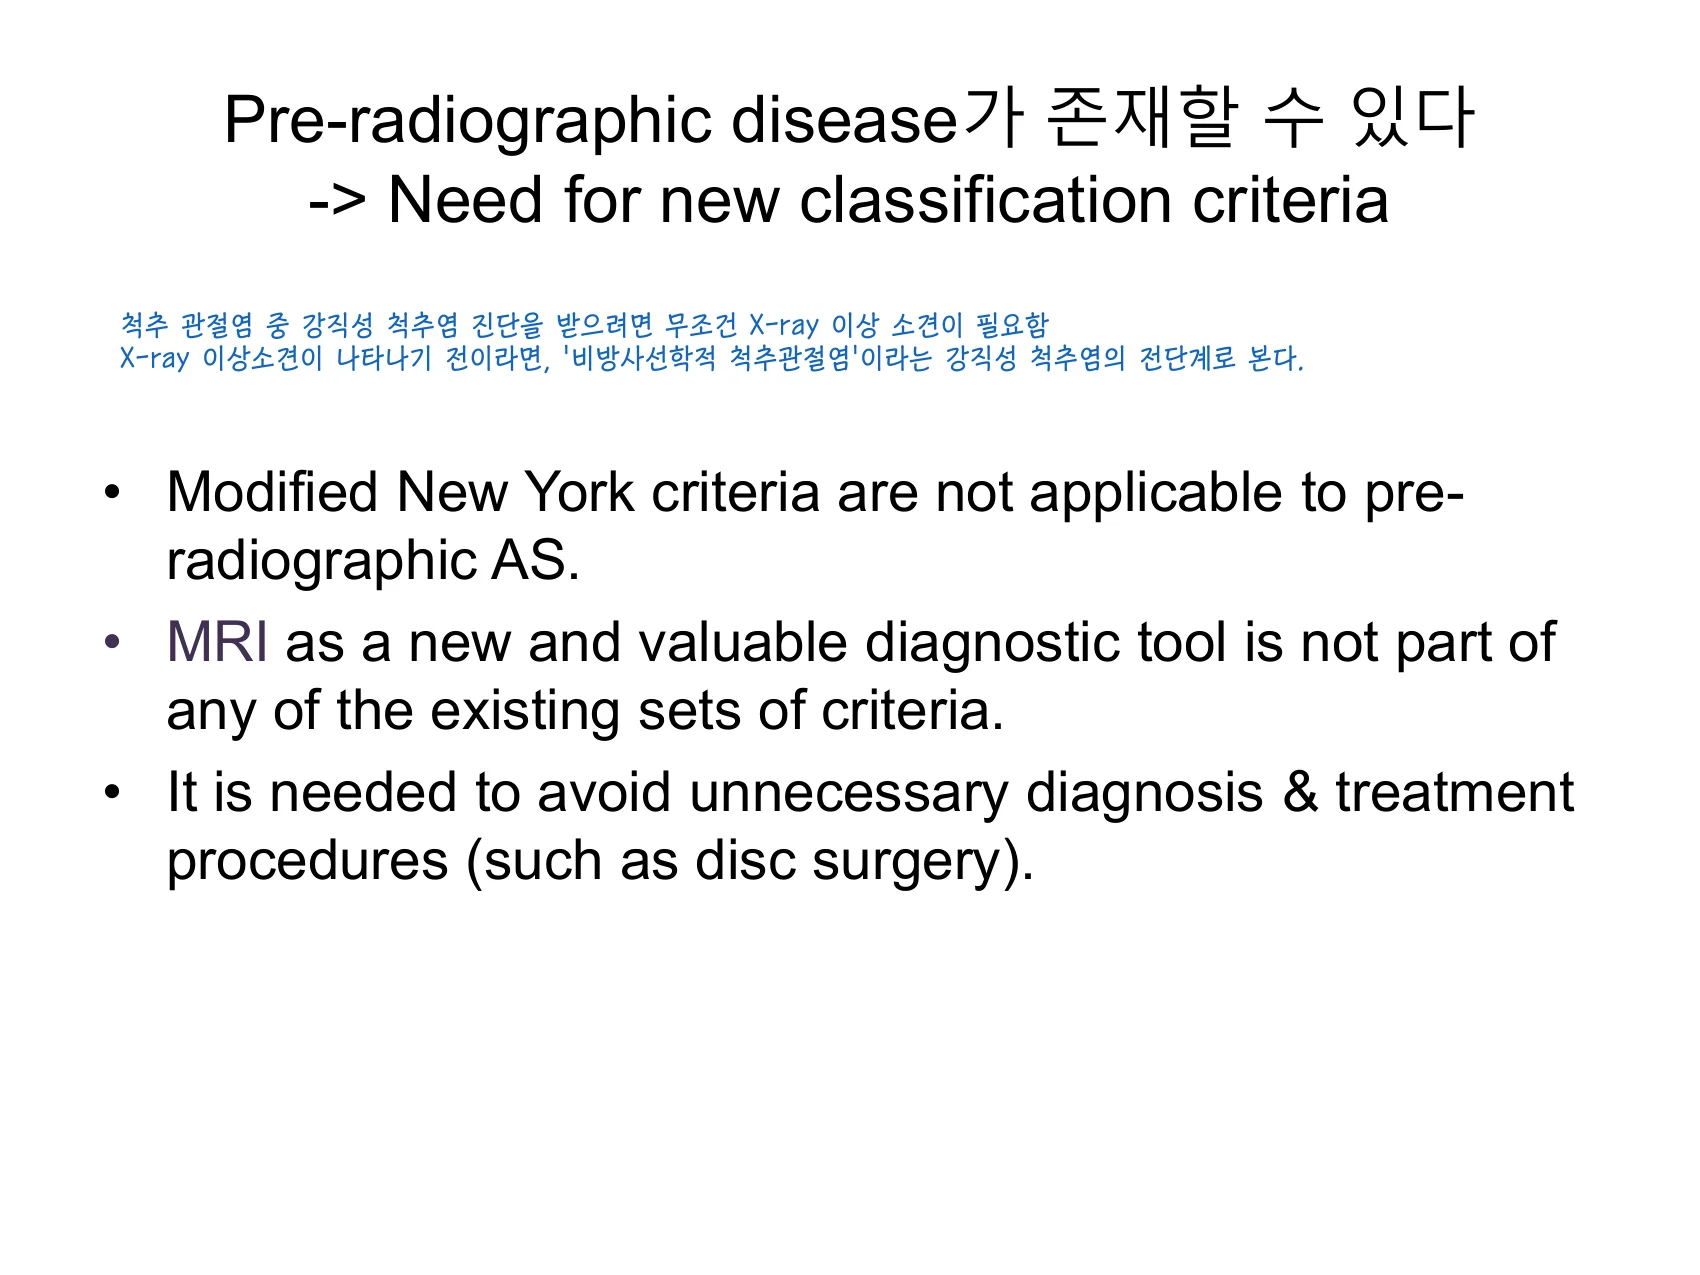 Pre-radiographic disease가 존재할 수 있다
-> Need for new classification criteria
척추 관절염 중 강직성 척추염 진단을 받으려면 무조건 X-ray 이상 소견이 필요함
X-ray 이상소견이 나타나기 전이라면, '비방사선학적 척추관절염'이라는 강직성 척추염의 전단계로 본다.
• Modified New York criteria are not applicable to pre-
radiographic AS.
• MRI as a new and valuable diagnostic tool is not part of
any of the existing sets of criteria.
• It is needed to avoid unnecessary diagnosis & treatment
procedures (such as disc surgery).